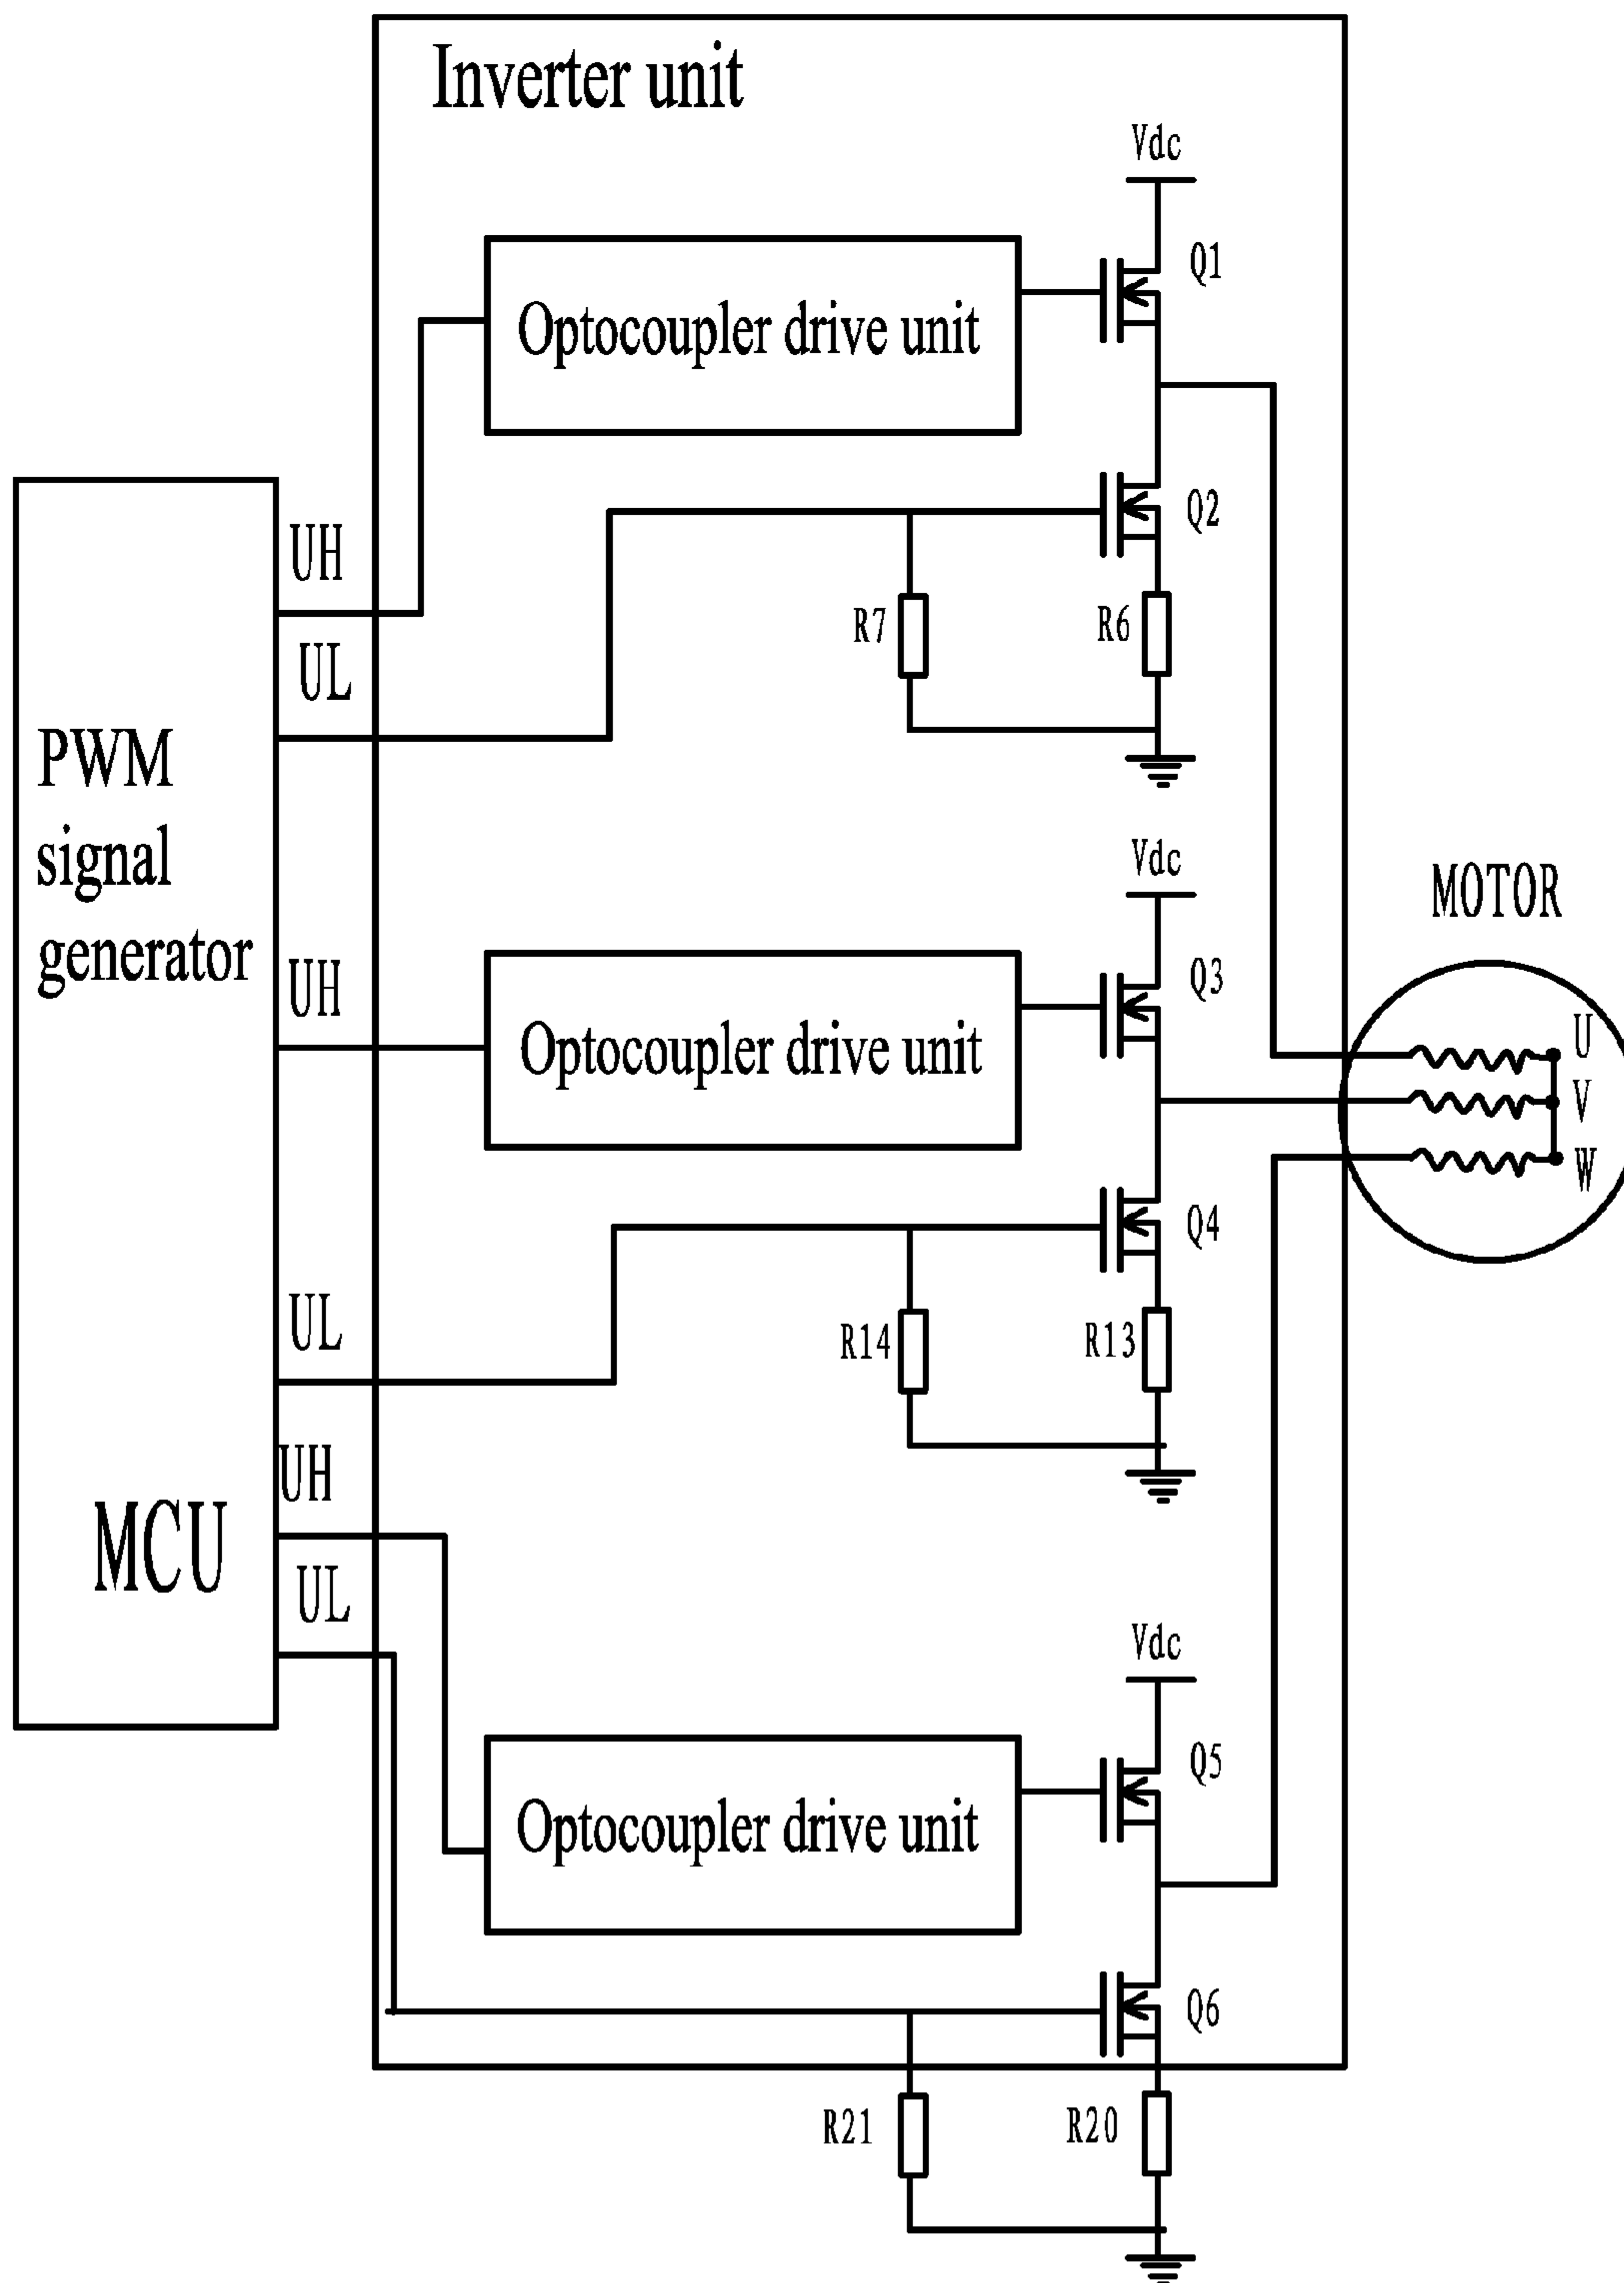 Inverter unit
Vdc
Q1
Optocoupler drive unit
Q2
UH
R7
R6
UL
PWM
signal
generator
Vdc
MOTOR
UH
Q3
Optocoupler drive unit
U
V
W
Q4
UL
R14
R13
UH
MCU
UL
Vdc
Q5
Optocoupler drive unit
Q6
R21
R20